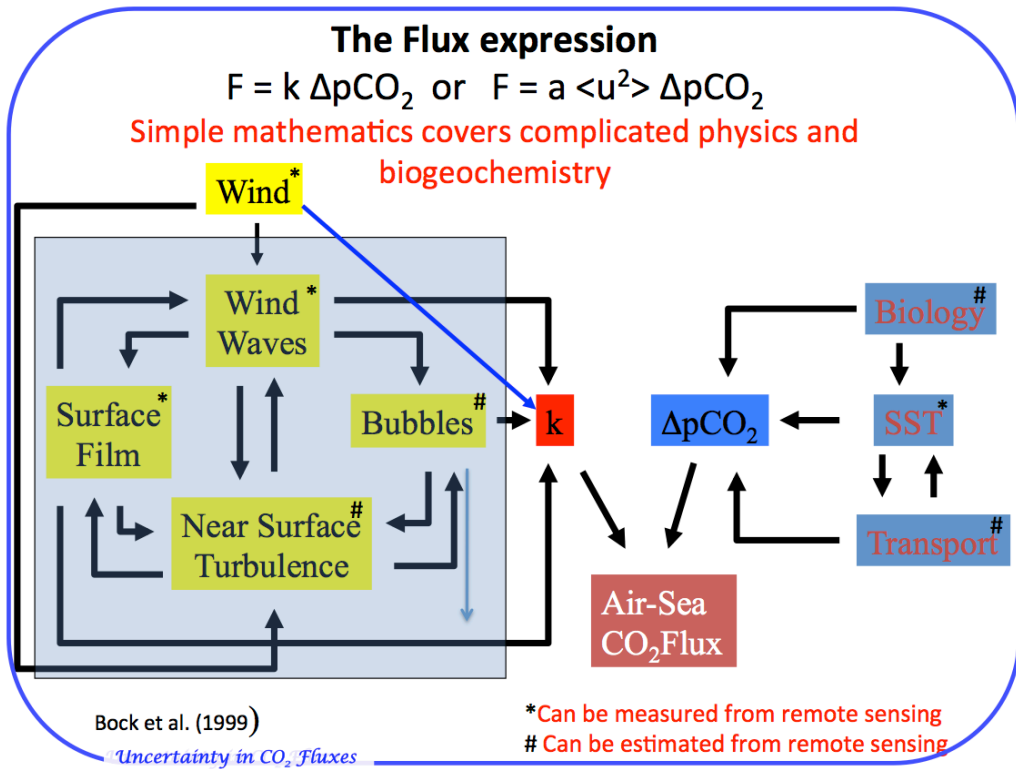 The Flux expression
F = k ΔpCO₂ or F = a <u²> ΔpCO₂
Simple mathematics covers complicated physics and
biogeochemistry
Wind*
Wind*
Waves
Surface*
Film
Bubbles#
k
ΔpCO₂
Biology#
SST*
Near Surface#
Turbulence
Transport#
Air-Sea
CO₂Flux
Bock et al. (1999)
*Can be measured from remote sensing
# Can be estimated from remote sensing
Uncertainty in CO₂ Fluxes